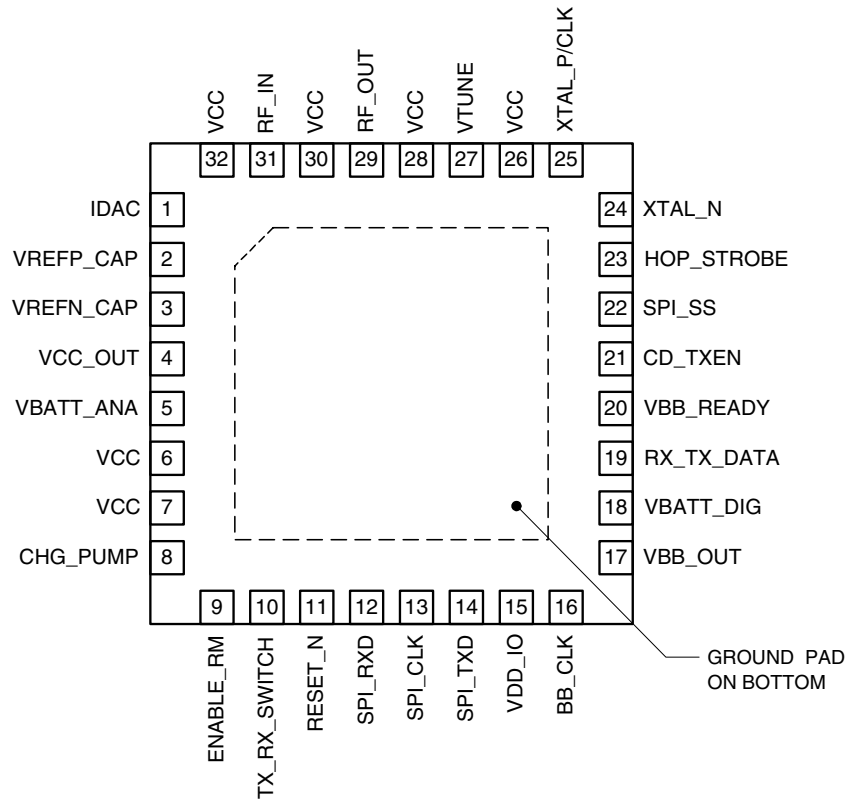 VCC
RF_IN
VCC
RF_OUT
VCC
VTUNE
VCC
XTAL_P/CLK
32
31
30
29
28
27
26
25
IDAC 1
VREFP_CAP 2
VREFN_CAP 3
VCC_OUT 4
VBATT_ANA 5
VCC 6
VCC 7
CHG_PUMP 8
24 XTAL_N
23 HOP_STROBE
22 SPI_SS
21 CD_TXEN
20 VBB_READY
19 RX_TX_DATA
18 VBATT_DIG
17 VBB_OUT
9
10
11
12
13
14
15
16
ENABLE_RM
TX_RX_SWITCH
RESET_N
SPI_RXD
SPI_CLK
SPI_TXD
VDD_IO
BB_CLK
GROUND PAD
ON BOTTOM